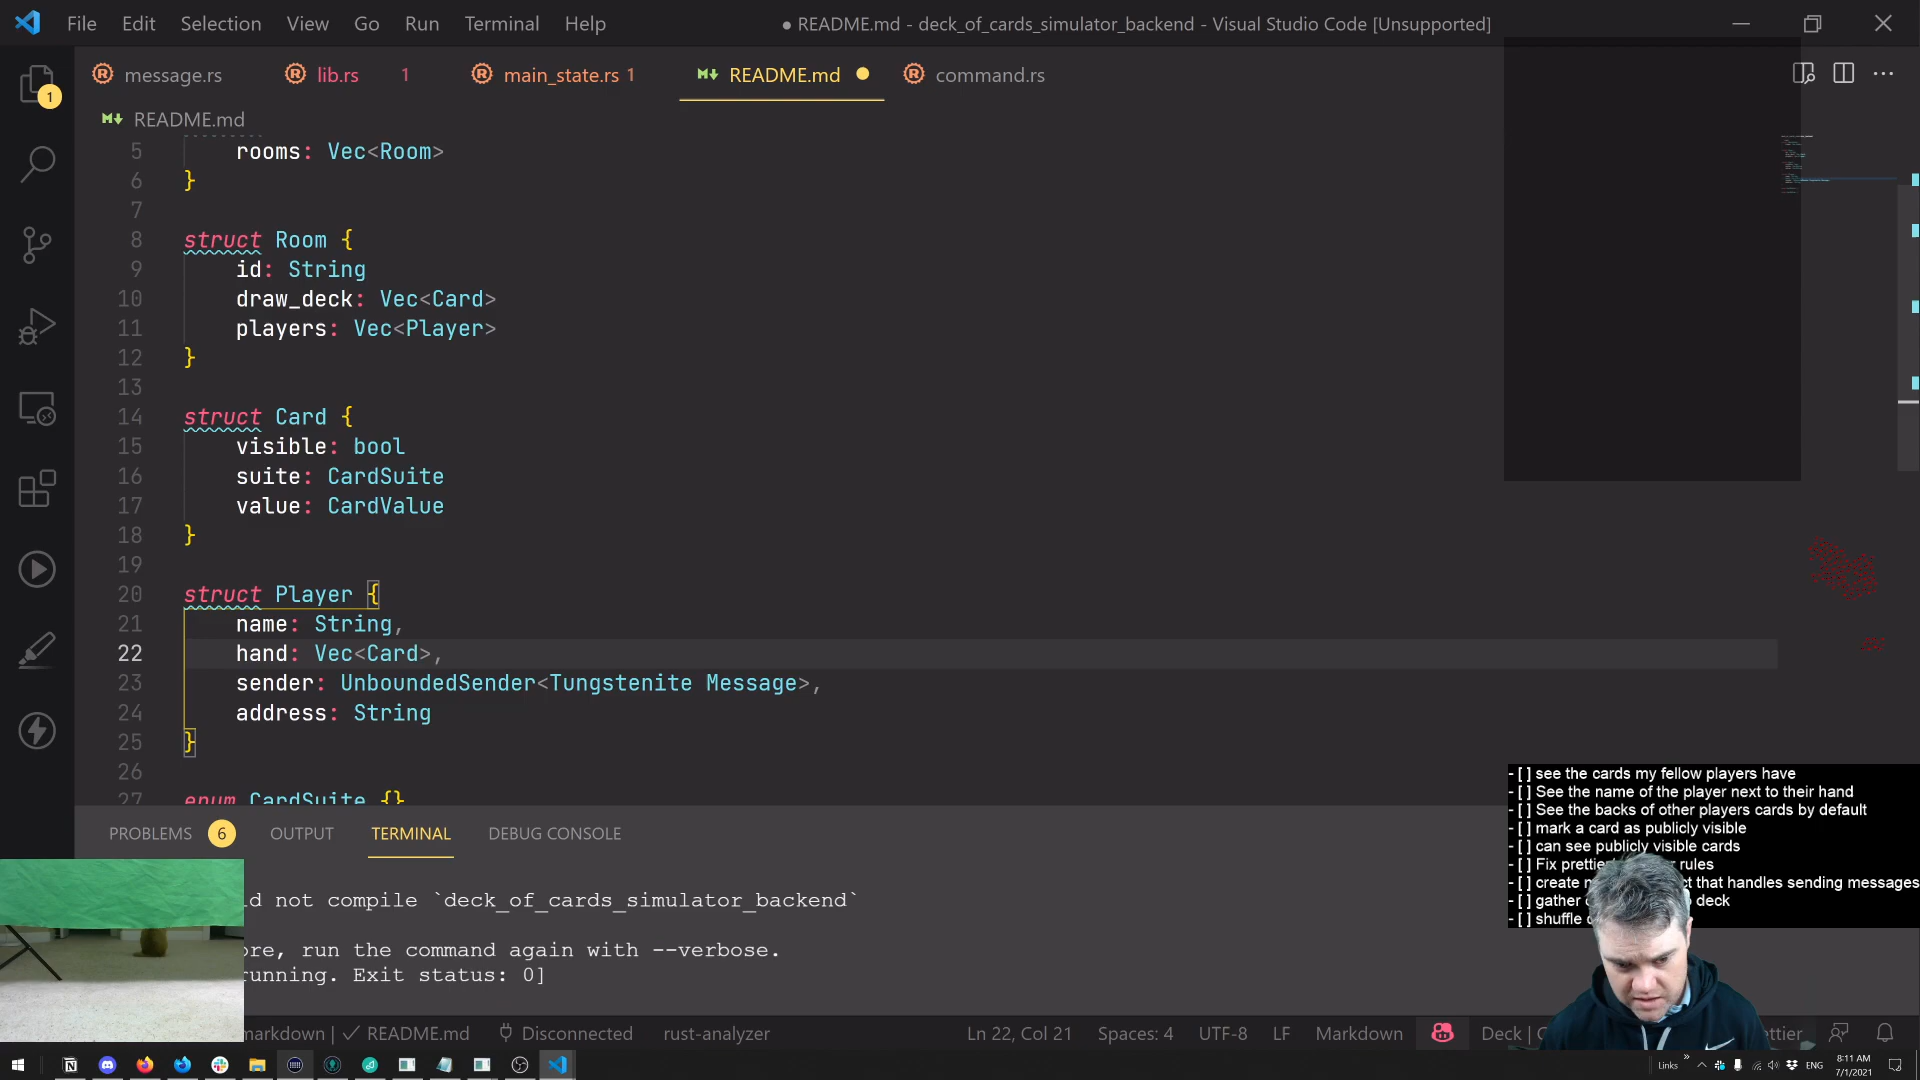 File Edit Selection View Go Run Terminal Help
● README.md - deck_of_cards_simulator_backend - Visual Studio Code [Unsupported]
message.rs
lib.rs 1
main_state.rs 1
README.md
command.rs
1
README.md
5 rooms: Vec<Room>
6 }
7
8 struct Room {
9 id: String
10 draw_deck: Vec<Card>
11 players: Vec<Player>
12 }
13
14 struct Card {
15 visible: bool
16 suite: CardSuite
17 value: CardValue
18 }
19
20 struct Player {
21 name: String,
22 hand: Vec<Card>,
23 sender: UnboundedSender<Tungstenite Message>,
24 address: String
25 }
26
27 enum CardSuite {}
- [ ] see the cards my fellow players have
- [ ] See the name of the player next to their hand
- [ ] See the backs of other players cards by default
- [ ] mark a card as publicly visible
- [ ] can see publicly visible cards
- [ ] Fix rules
- [ ] create that handles sending messages
- [ ] gather deck
- [ ] shuffle
PROBLEMS 6 OUTPUT TERMINAL DEBUG CONSOLE
not compile `deck_of_cards_simulator_backend`
run the command again with --verbose.
Exit status: 0]
markdown | ✓ README.md Disconnected rust-analyzer Ln 22, Col 21 Spaces: 4 UTF-8 LF Markdown Deck
Links » ENG
8:11 AM
7/1/2021